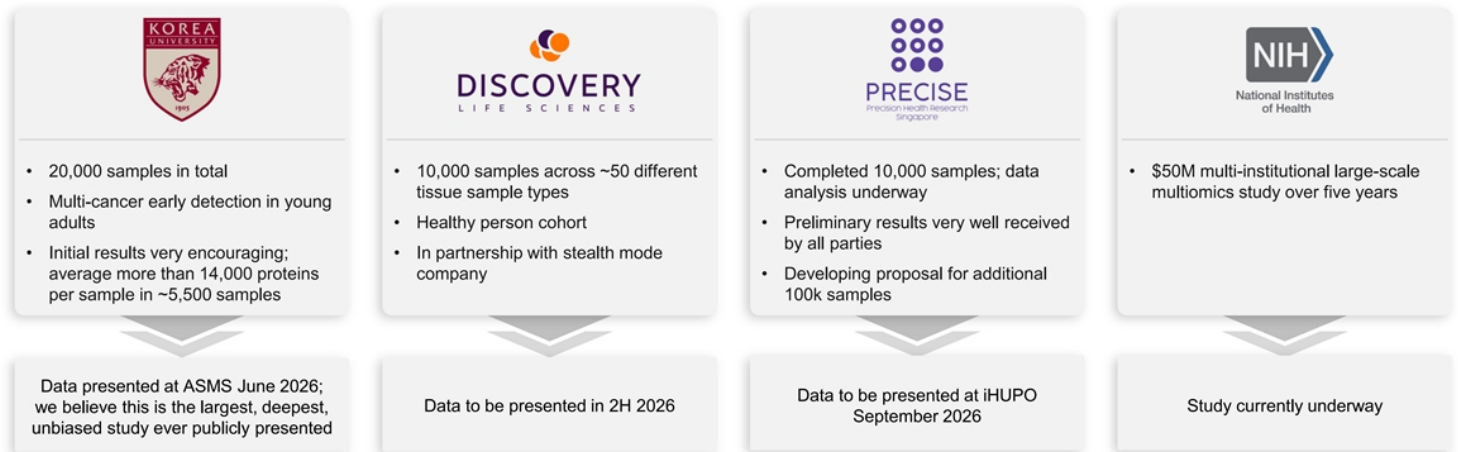 KOREA
UNIVERSITY
1905
• 20,000 samples in total
• Multi-cancer early detection in young
adults
• Initial results very encouraging;
average more than 14,000 proteins
per sample in ~5,500 samples
Data presented at ASMS June 2026;
we believe this is the largest, deepest,
unbiased study ever publicly presented
DISCOVERY
LIFE SCIENCES
• 10,000 samples across ~50 different
tissue sample types
• Healthy person cohort
• In partnership with stealth mode
company
Data to be presented in 2H 2026
PRECISE
Precision Health Research
Singapore
• Completed 10,000 samples; data
analysis underway
• Preliminary results very well received
by all parties
• Developing proposal for additional
100k samples
Data to be presented at iHUPO
September 2026
NIH
National Institutes
of Health
• $50M multi-institutional large-scale
multiomics study over five years
Study currently underway